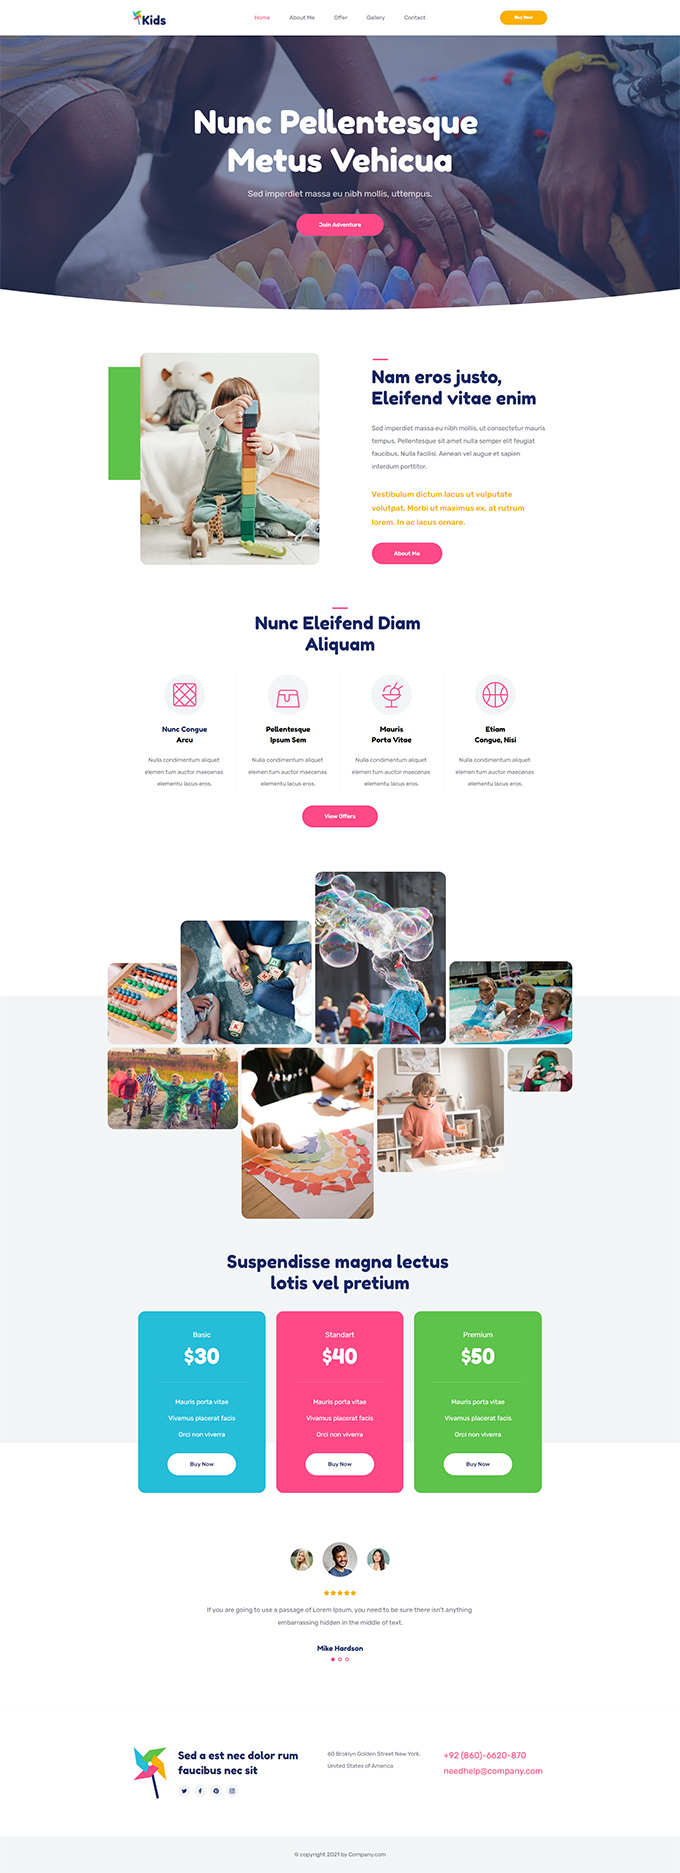 Kids
Home About Me Offer Gallery Contact
Buy Now
Nunc Pellentesque
Metus Vehicua
Sed imperdiet massa eu nibh mollis, uttempus.
Join Adventure
Nam eros justo,
Eleifend vitae enim
Sed imperdiet massa eu nibh mollis, ut consectetur mauris
tempus. Pellentesque sit amet nulla semper elit feugiat
faucibus. Nulla facilisi. Aenean vel augue et sapien
interdum porttitor.
Vestibulum dictum lacus ut vulputate
volutpat. Morbi ut maximus ex, at rutrum
lorem. In ac lacus ornare.
About Me
Nunc Eleifend Diam
Aliquam
Nunc Congue
Arcu
Nulla condimentum aliquet
elemen tum auctor maecenas
elementu lacus eros.
Pellentesque
Ipsum Sem
Nulla condimentum aliquet
elemen tum auctor maecenas
elementu lacus eros.
Mauris
Porta Vitae
Nulla condimentum aliquet
elemen tum auctor maecenas
elementu lacus eros.
Etiam
Congue, Nisi
Nulla condimentum aliquet
elemen tum auctor maecenas
elementu lacus eros.
View Offers
Suspendisse magna lectus
lotis vel pretium
Basic
$30
Mauris porta vitae
Vivamus placerat facis
Orci non viverra
Buy Now
Standart
$40
Mauris porta vitae
Vivamus placerat facis
Orci non viverra
Buy Now
Premium
$50
Mauris porta vitae
Vivamus placerat facis
Orci non viverra
Buy Now
If you are going to use a passage of Lorem Ipsum, you need to be sure there isn't anything
embarrassing hidden in the middle of text.
Mike Hardson
Sed a est nec dolor rum
faucibus nec sit
60 Broklyn Golden Street New York.
United States of America
+92 (860)-6620-870
needhelp@company.com
© copyright 2021 by Company.com